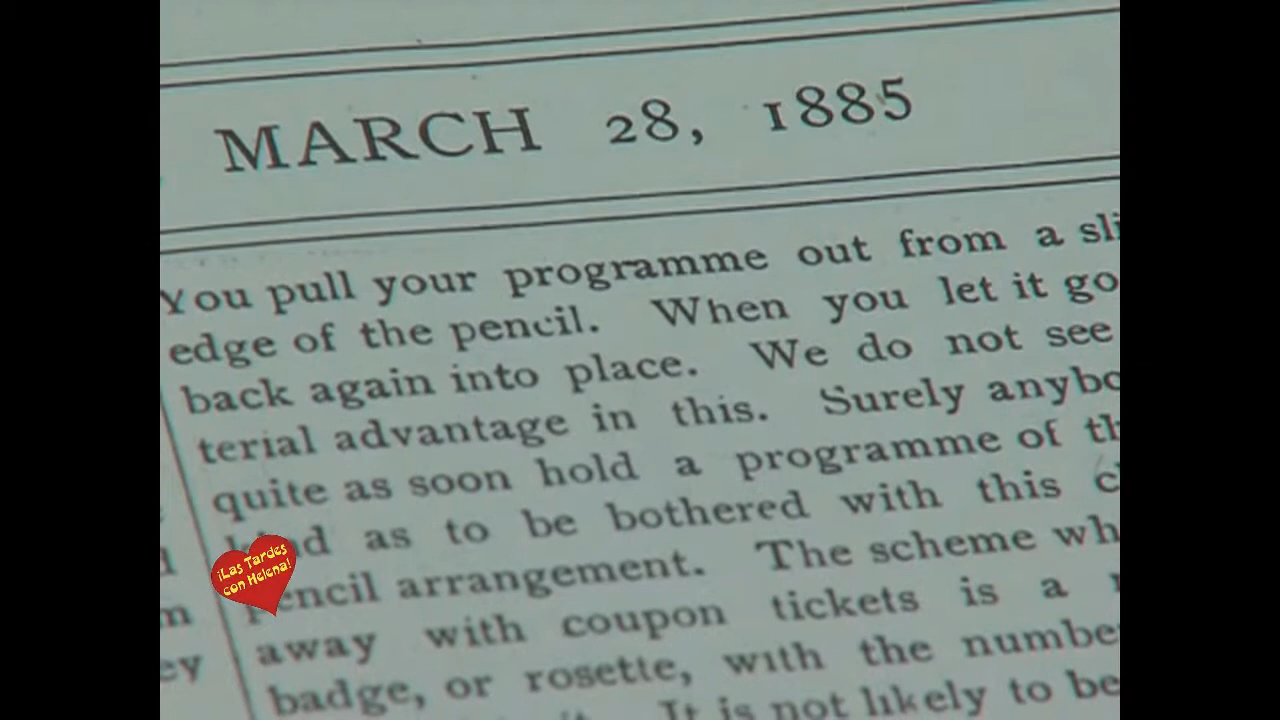 MARCH 28, 1885
You pull your programme out from a sli
edge of the pencil. When you let it go
back again into place. We do not see
terial advantage in this. Surely anybo
quite as soon hold a programme of th
as to be bothered with this c
pencil arrangement. The scheme wh
away with coupon tickets is a
badge, or rosette, with the number
It is not likely to be
ey
¡Las Tardes
con Helena!